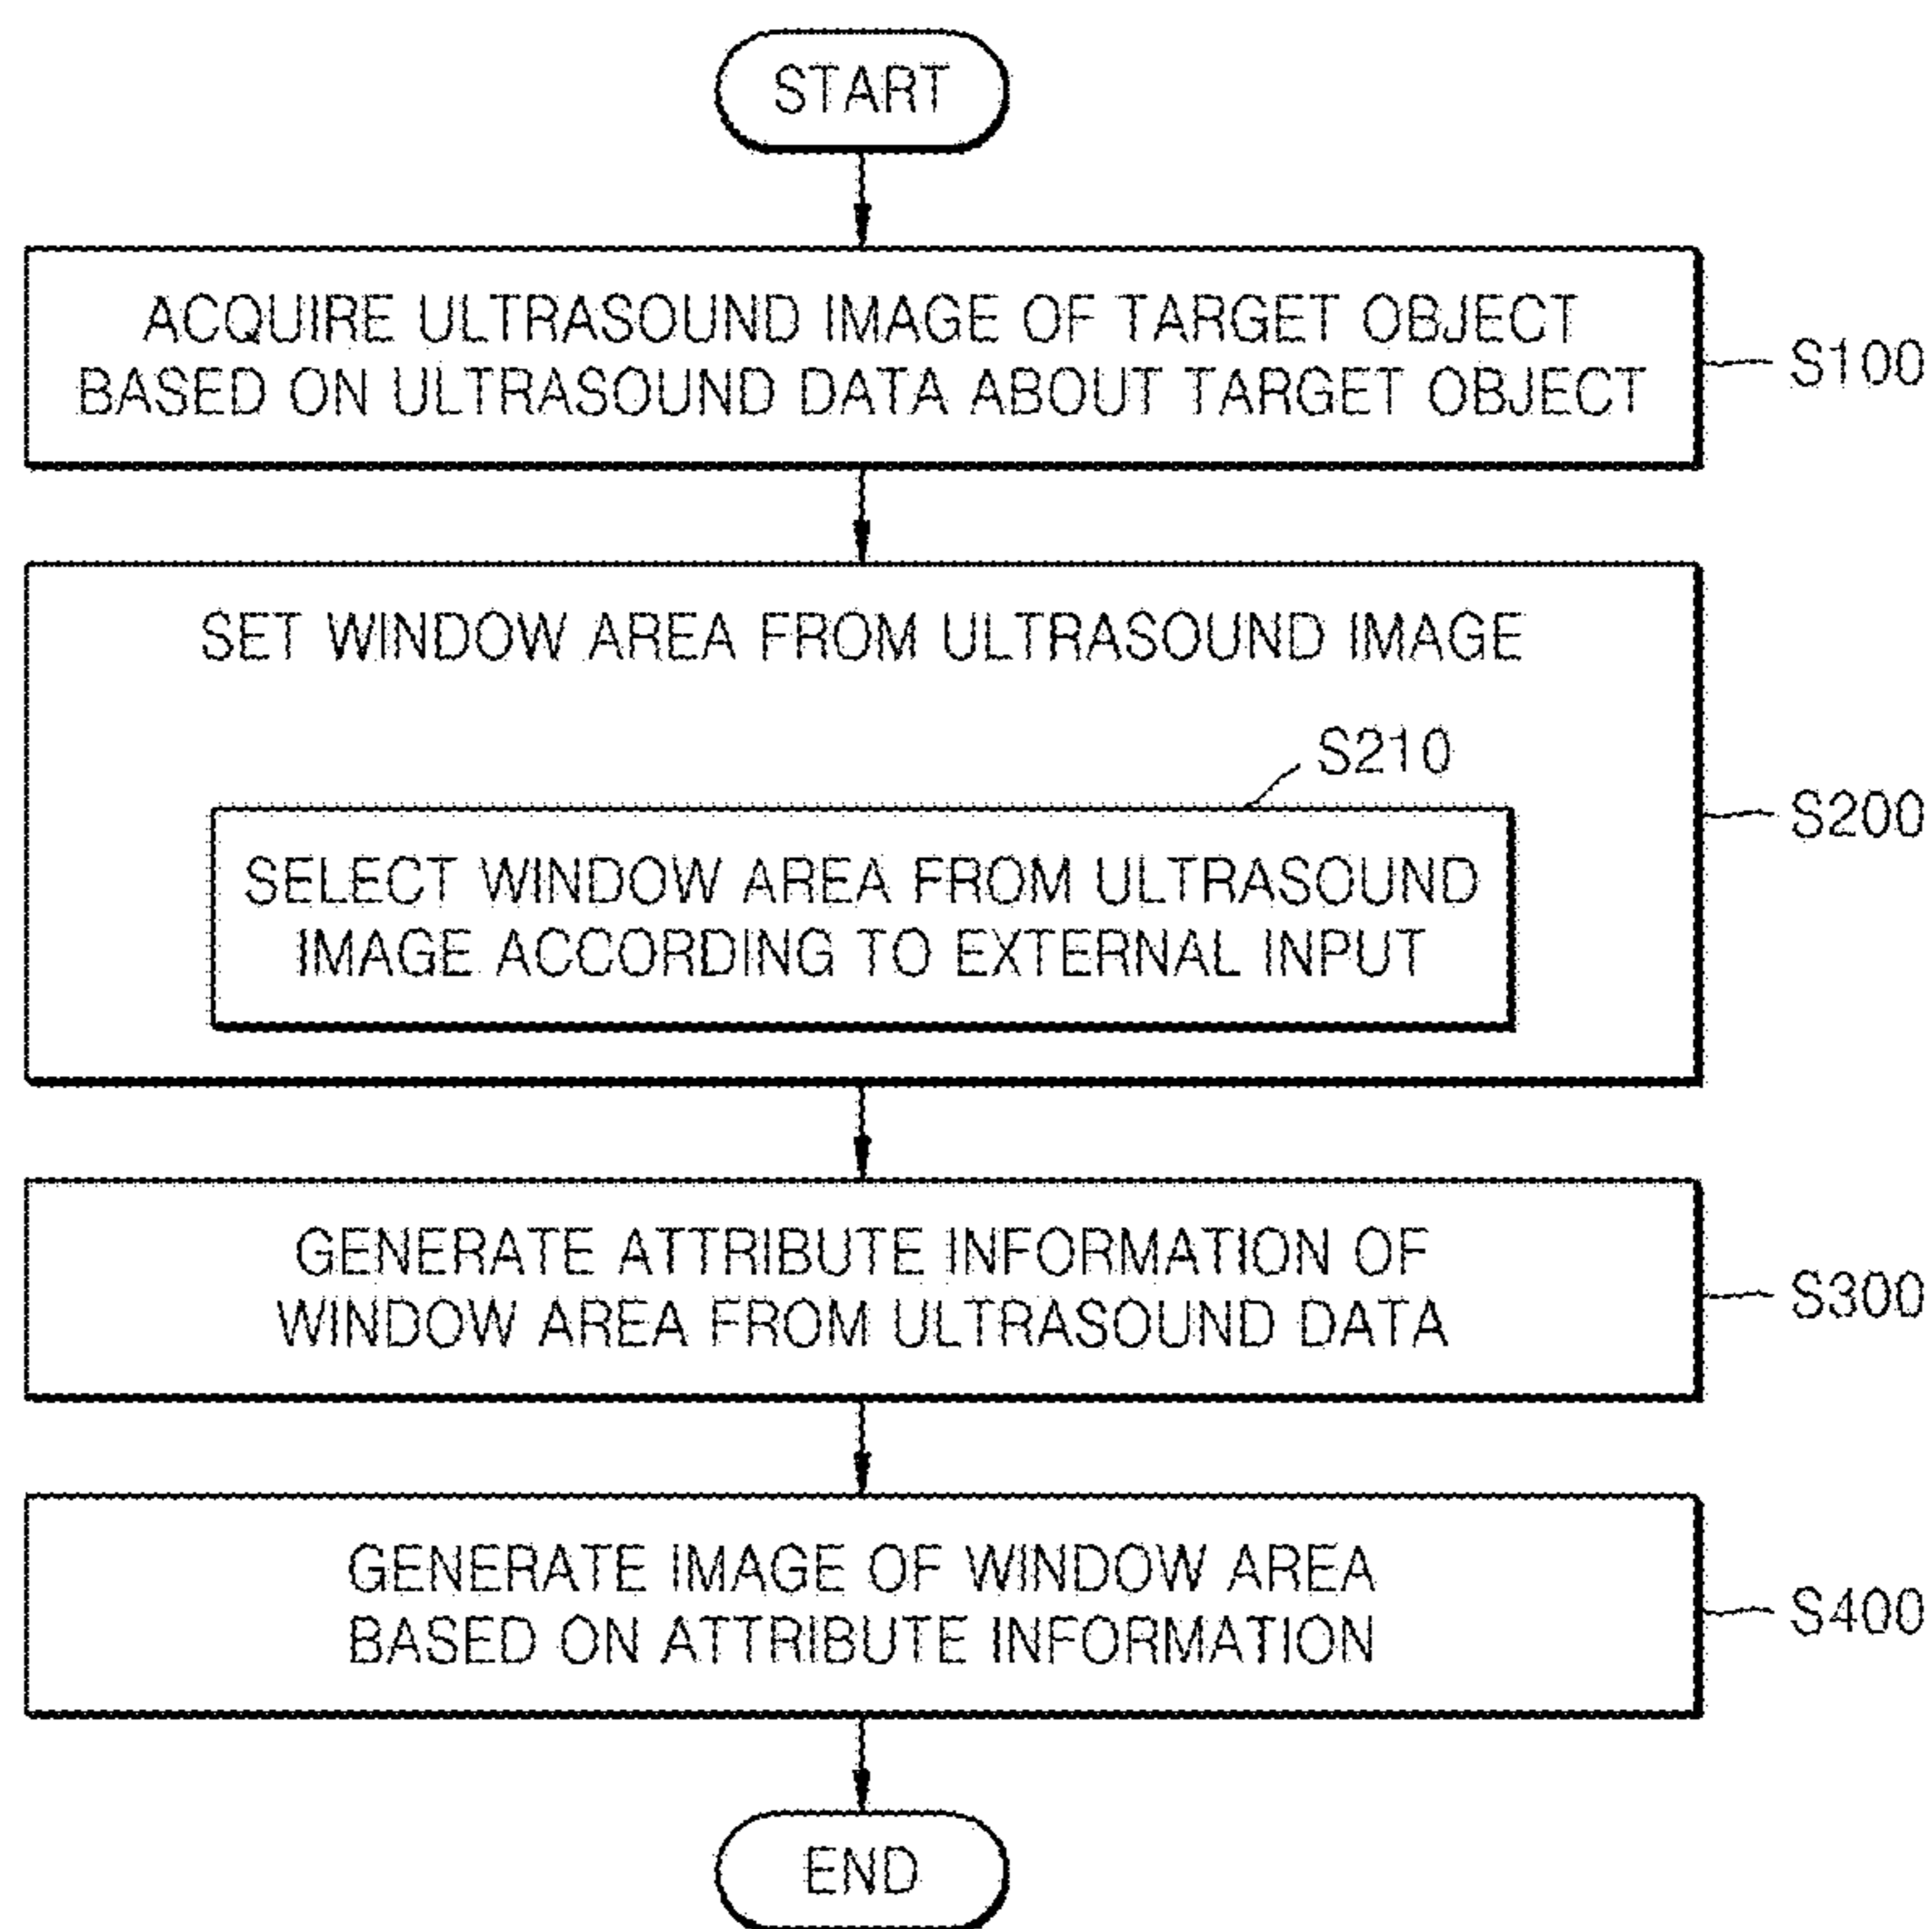 START
ACQUIRE ULTRASOUND IMAGE OF TARGET OBJECT
BASED ON ULTRASOUND DATA ABOUT TARGET OBJECT
S100
SET WINDOW AREA FROM ULTRASOUND IMAGE
S210
SELECT WINDOW AREA FROM ULTRASOUND
IMAGE ACCORDING TO EXTERNAL INPUT
S200
GENERATE ATTRIBUTE INFORMATION OF
WINDOW AREA FROM ULTRASOUND DATA
S300
GENERATE IMAGE OF WINDOW AREA
BASED ON ATTRIBUTE INFORMATION
S400
END